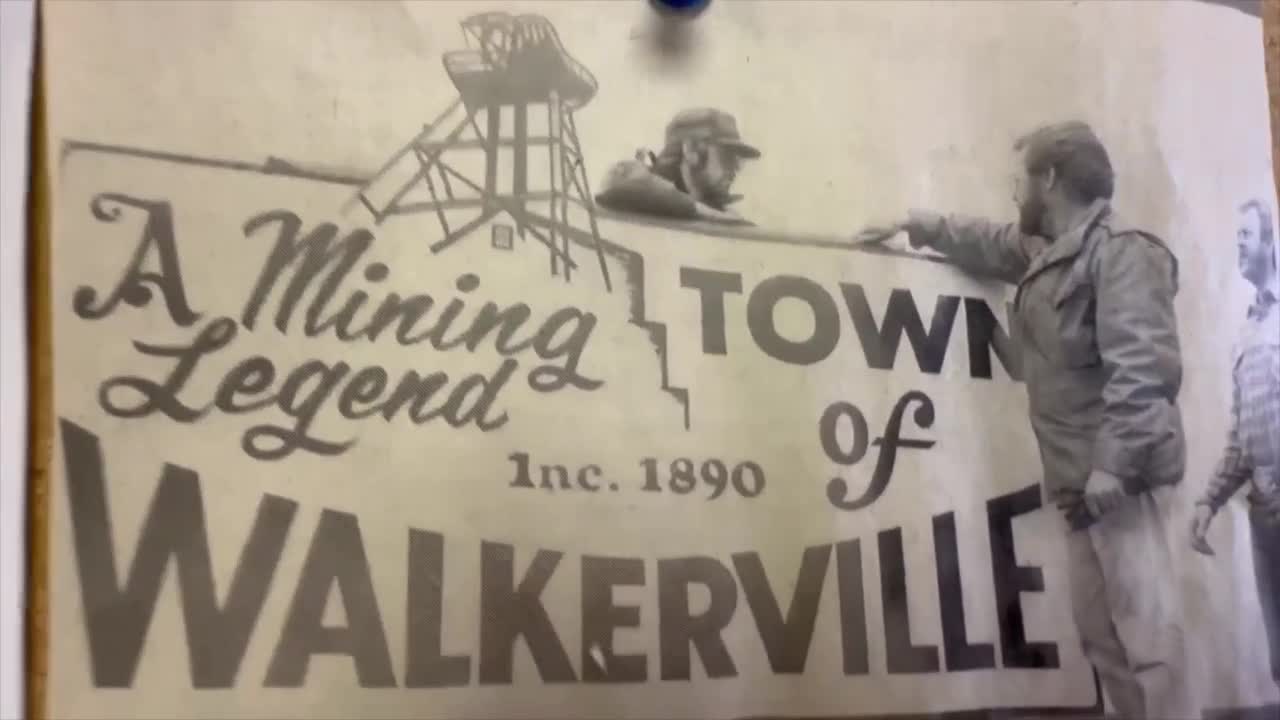 A Mining
Legend
TOWN
of
Inc. 1890
WALKERVILLE